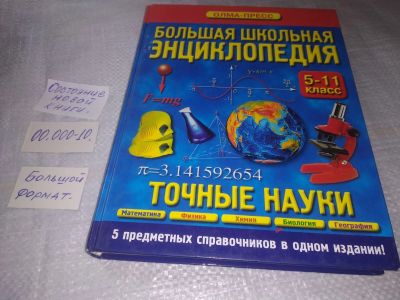 ОЛМА-ПРЕСС
БОЛЬШАЯ ШКОЛЬНАЯ
ЭНЦИКЛОПЕДИЯ
5-11
КЛАСС
F=mg
π=3.141592654
ТОЧНЫЕ НАУКИ
Математика Физика Химия Биология География
5 предметных справочников в одном издании!
Состояние
новой
книги.
00.000-10.
Большой
формат.